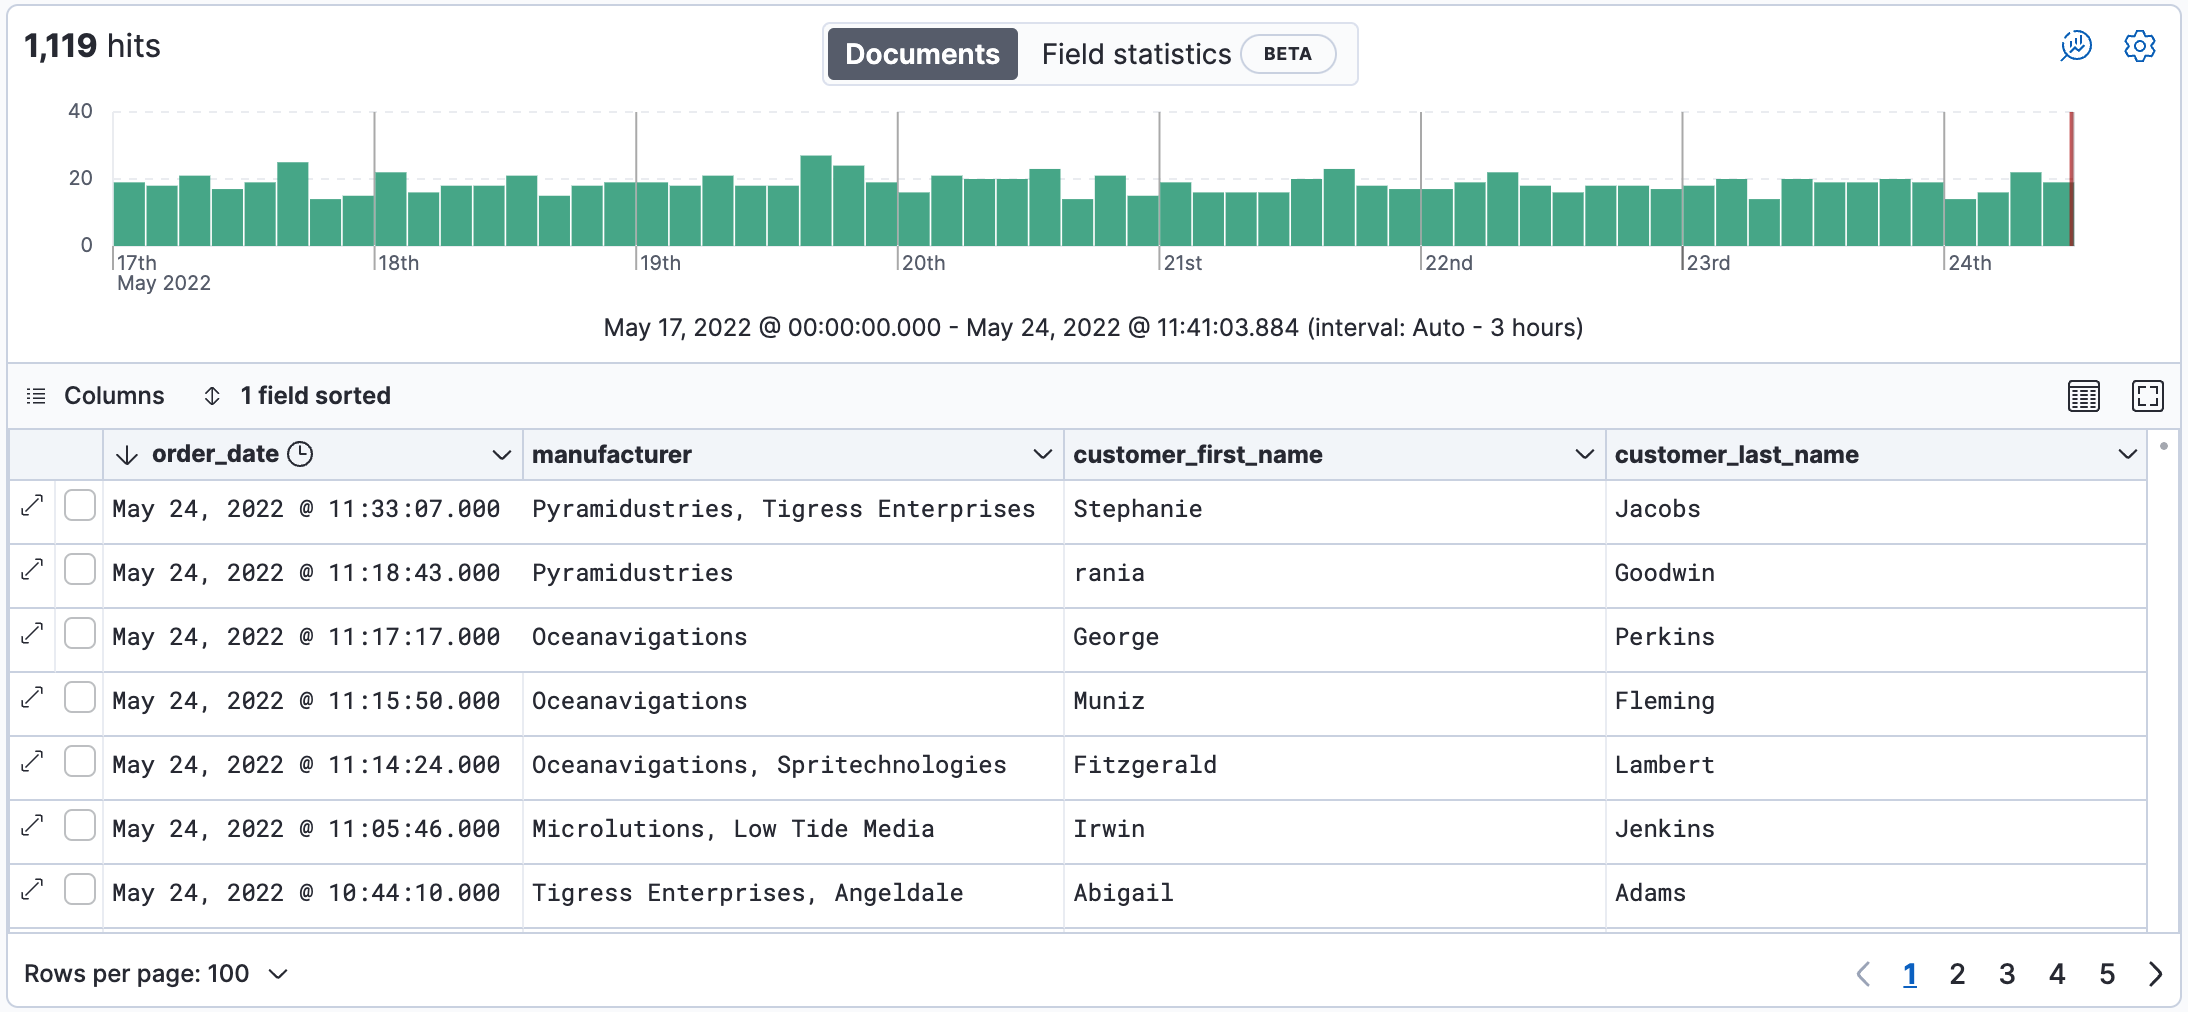 1,119 hits
Documents Field statistics BETA
40
20
0
17th 18th 19th 20th 21st 22nd 23rd 24th
May 2022
May 17, 2022 @ 00:00:00.000 - May 24, 2022 @ 11:41:03.884 (interval: Auto - 3 hours)
Columns 1 field sorted
order_date manufacturer customer_first_name customer_last_name
May 24, 2022 @ 11:33:07.000 Pyramidustries, Tigress Enterprises Stephanie Jacobs
May 24, 2022 @ 11:18:43.000 Pyramidustries rania Goodwin
May 24, 2022 @ 11:17:17.000 Oceanavigations George Perkins
May 24, 2022 @ 11:15:50.000 Oceanavigations Muniz Fleming
May 24, 2022 @ 11:14:24.000 Oceanavigations, Spritechnologies Fitzgerald Lambert
May 24, 2022 @ 11:05:46.000 Microlutions, Low Tide Media Irwin Jenkins
May 24, 2022 @ 10:44:10.000 Tigress Enterprises, Angeldale Abigail Adams
Rows per page: 100 1 2 3 4 5